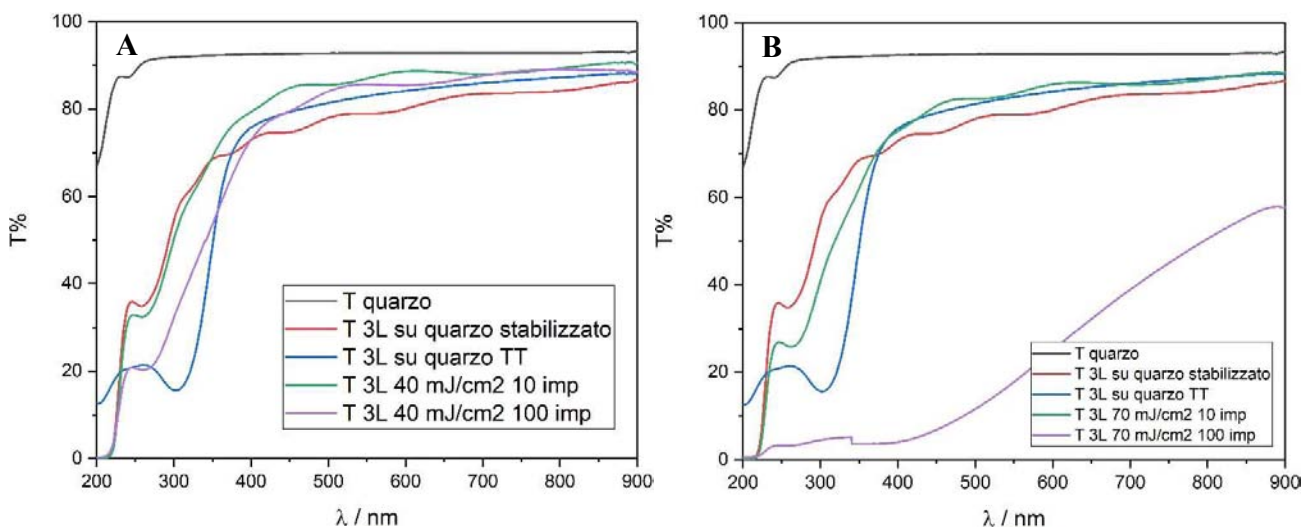 A
T%
100
80
60
40
20
0
200 300 400 500 600 700 800 900
λ / nm
T quarzo
T 3L su quarzo stabilizzato
T 3L su quarzo TT
T 3L 40 mJ/cm2 10 imp
T 3L 40 mJ/cm2 100 imp
B
T%
100
80
60
40
20
0
200 300 400 500 600 700 800 900
λ / nm
T quarzo
T 3L su quarzo stabilizzato
T 3L su quarzo TT
T 3L 70 mJ/cm2 10 imp
T 3L 70 mJ/cm2 100 imp